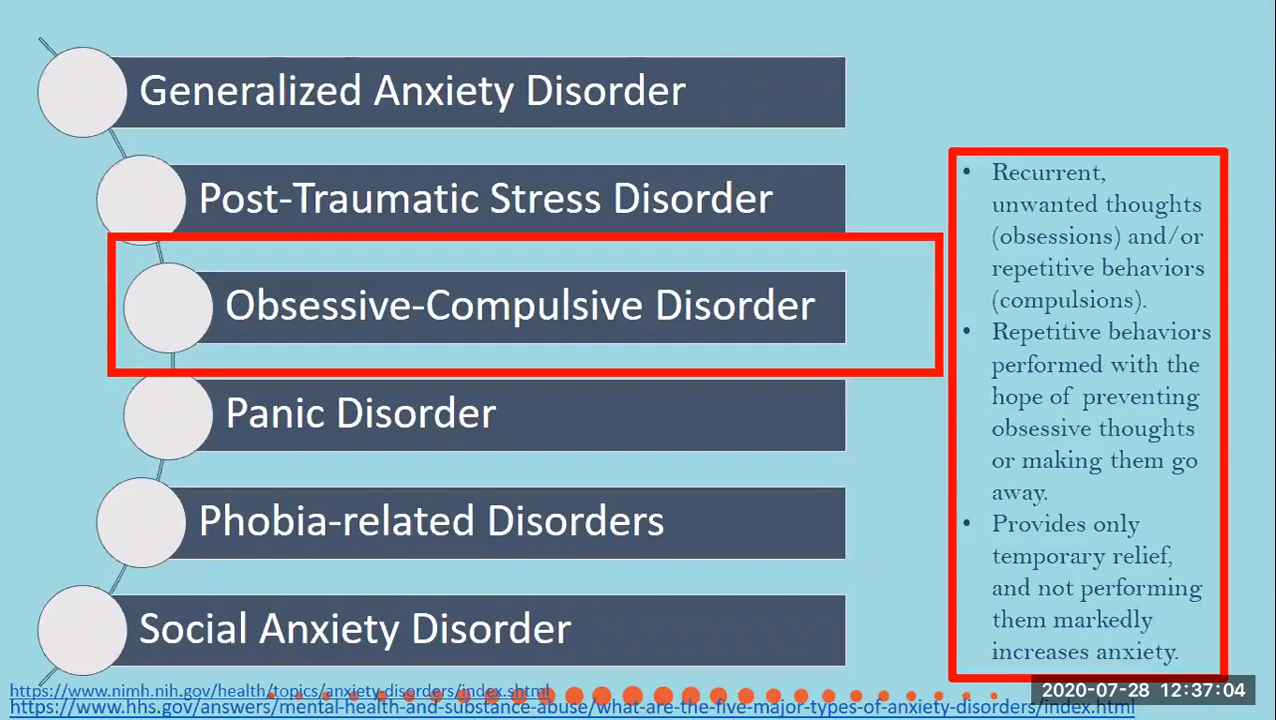 Generalized Anxiety Disorder
Post-Traumatic Stress Disorder
Obsessive-Compulsive Disorder
Panic Disorder
Phobia-related Disorders
Social Anxiety Disorder
• Recurrent,
unwanted thoughts
(obsessions) and/or
repetitive behaviors
(compulsions).
• Repetitive behaviors
performed with the
hope of preventing
obsessive thoughts
or making them go
away.
• Provides only
temporary relief,
and not performing
them markedly
increases anxiety.
https://www.nimh.nih.gov/health/topics/anxiety-disorders/index.shtml
https://www.hhs.gov/answers/mental-health-and-substance-abuse/what-are-the-five-major-types-of-anxiety-disorders/index.html
2020-07-28 12:37:04